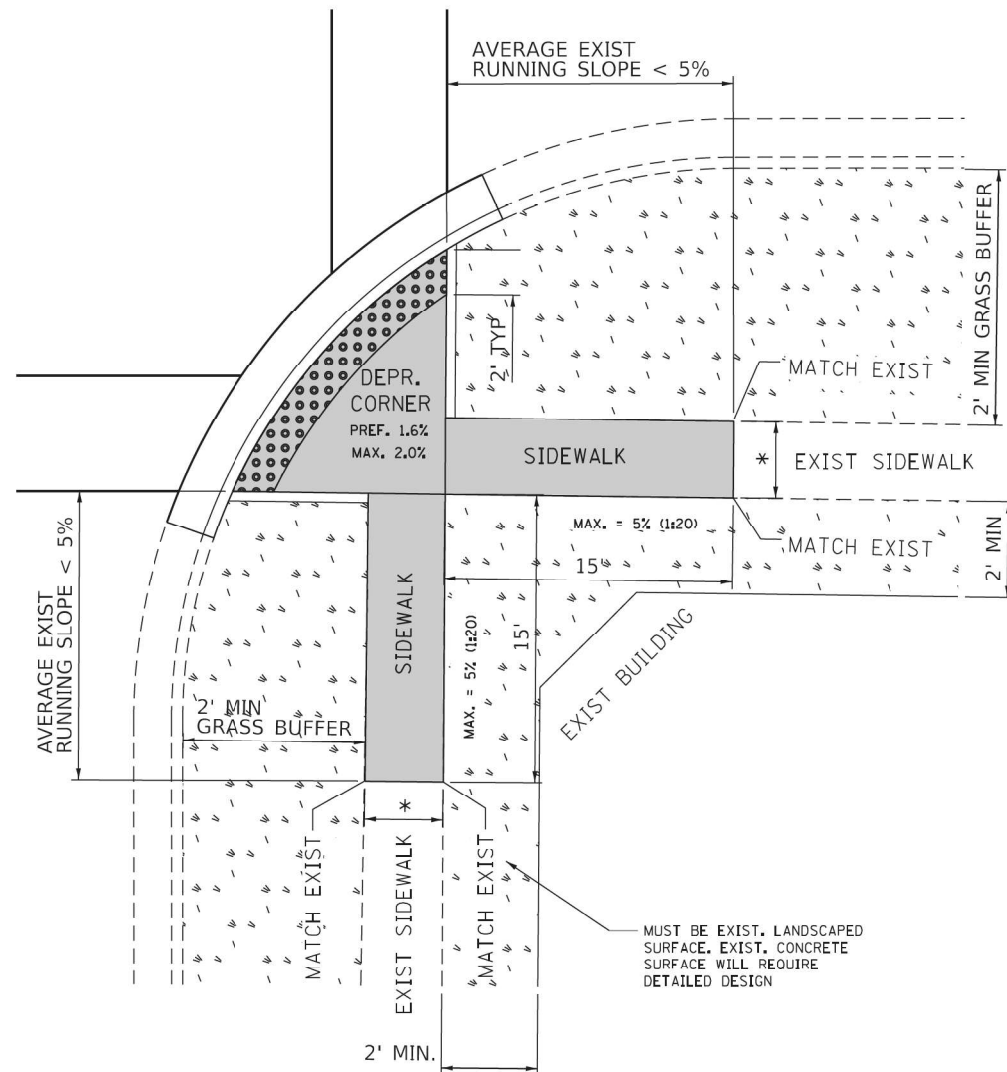 AVERAGE EXIST
RUNNING SLOPE < 5%
2' MIN GRASS BUFFER
2' TYP
MATCH EXIST
DEPR.
CORNER
PREF. 1.6%
MAX. 2.0%
SIDEWALK
* EXIST SIDEWALK
MAX. = 5% (1:20)
15'
MATCH EXIST
2' MIN
AVERAGE EXIST
RUNNING SLOPE < 5%
SIDEWALK
MAX. = 5% (1:20)
15'
EXIST BUILDING
2' MIN
GRASS BUFFER
*
MATCH EXIST
EXIST SIDEWALK
MATCH EXIST
MUST BE EXIST. LANDSCAPED
SURFACE. EXIST. CONCRETE
SURFACE WILL REQUIRE
DETAILED DESIGN
2' MIN.